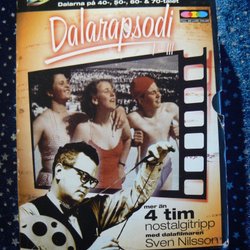 Dalarna på 40-, 50-, 60- & 70-talet
Dalarapsodi
mer än
4 tim
nostalgitripp
med dalafilmaren
Sven Nilsson